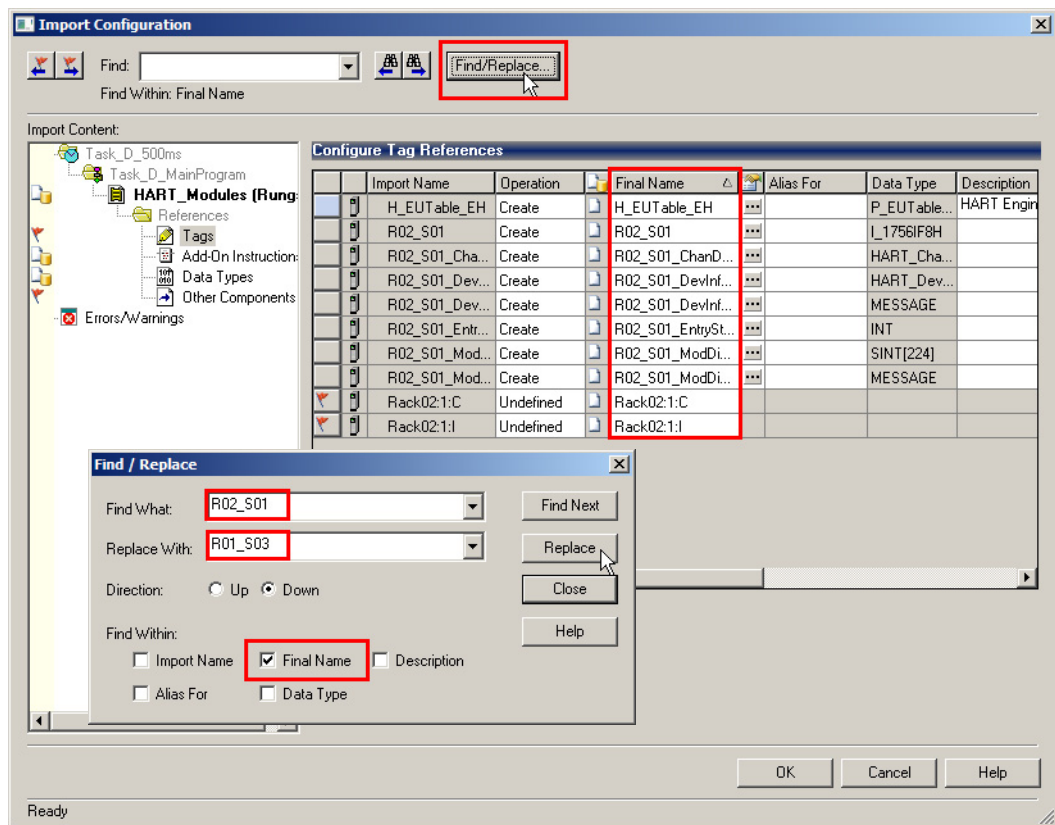 Import Configuration
Find:
Find/Replace...
Find Within: Final Name
Import Content:
Task_D_500ms
Task_D_MainProgram
HART_Modules (Rung
References
Tags
Add-On Instruction
Data Types
Other Components
Errors/Warnings
Configure Tag References
Import Name Operation Final Name Alias For Data Type Description
H_EUTable_EH Create H_EUTable_EH ... P_EUTable... HART Engin
R02_S01 Create R02_S01 ... I_1756IF8H
R02_S01_Cha... Create R02_S01_ChanD... ... HART_Cha...
R02_S01_Dev... Create R02_S01_DevInf... ... HART_Dev...
R02_S01_Dev... Create R02_S01_DevInf... ... MESSAGE
R02_S01_Entr... Create R02_S01_EntrySt... ... INT
R02_S01_Mod... Create R02_S01_ModDi... ... SINT[224]
R02_S01_Mod... Create R02_S01_ModDi... ... MESSAGE
Rack02:1:C Undefined Rack02:1:C
Rack02:1:I Undefined Rack02:1:I
Find / Replace
Find What: R02_S01 Find Next
Replace With: R01_S03 Replace
Direction: Up Down Close
Find Within: Help
Import Name Final Name Description
Alias For Data Type
OK Cancel Help
Ready